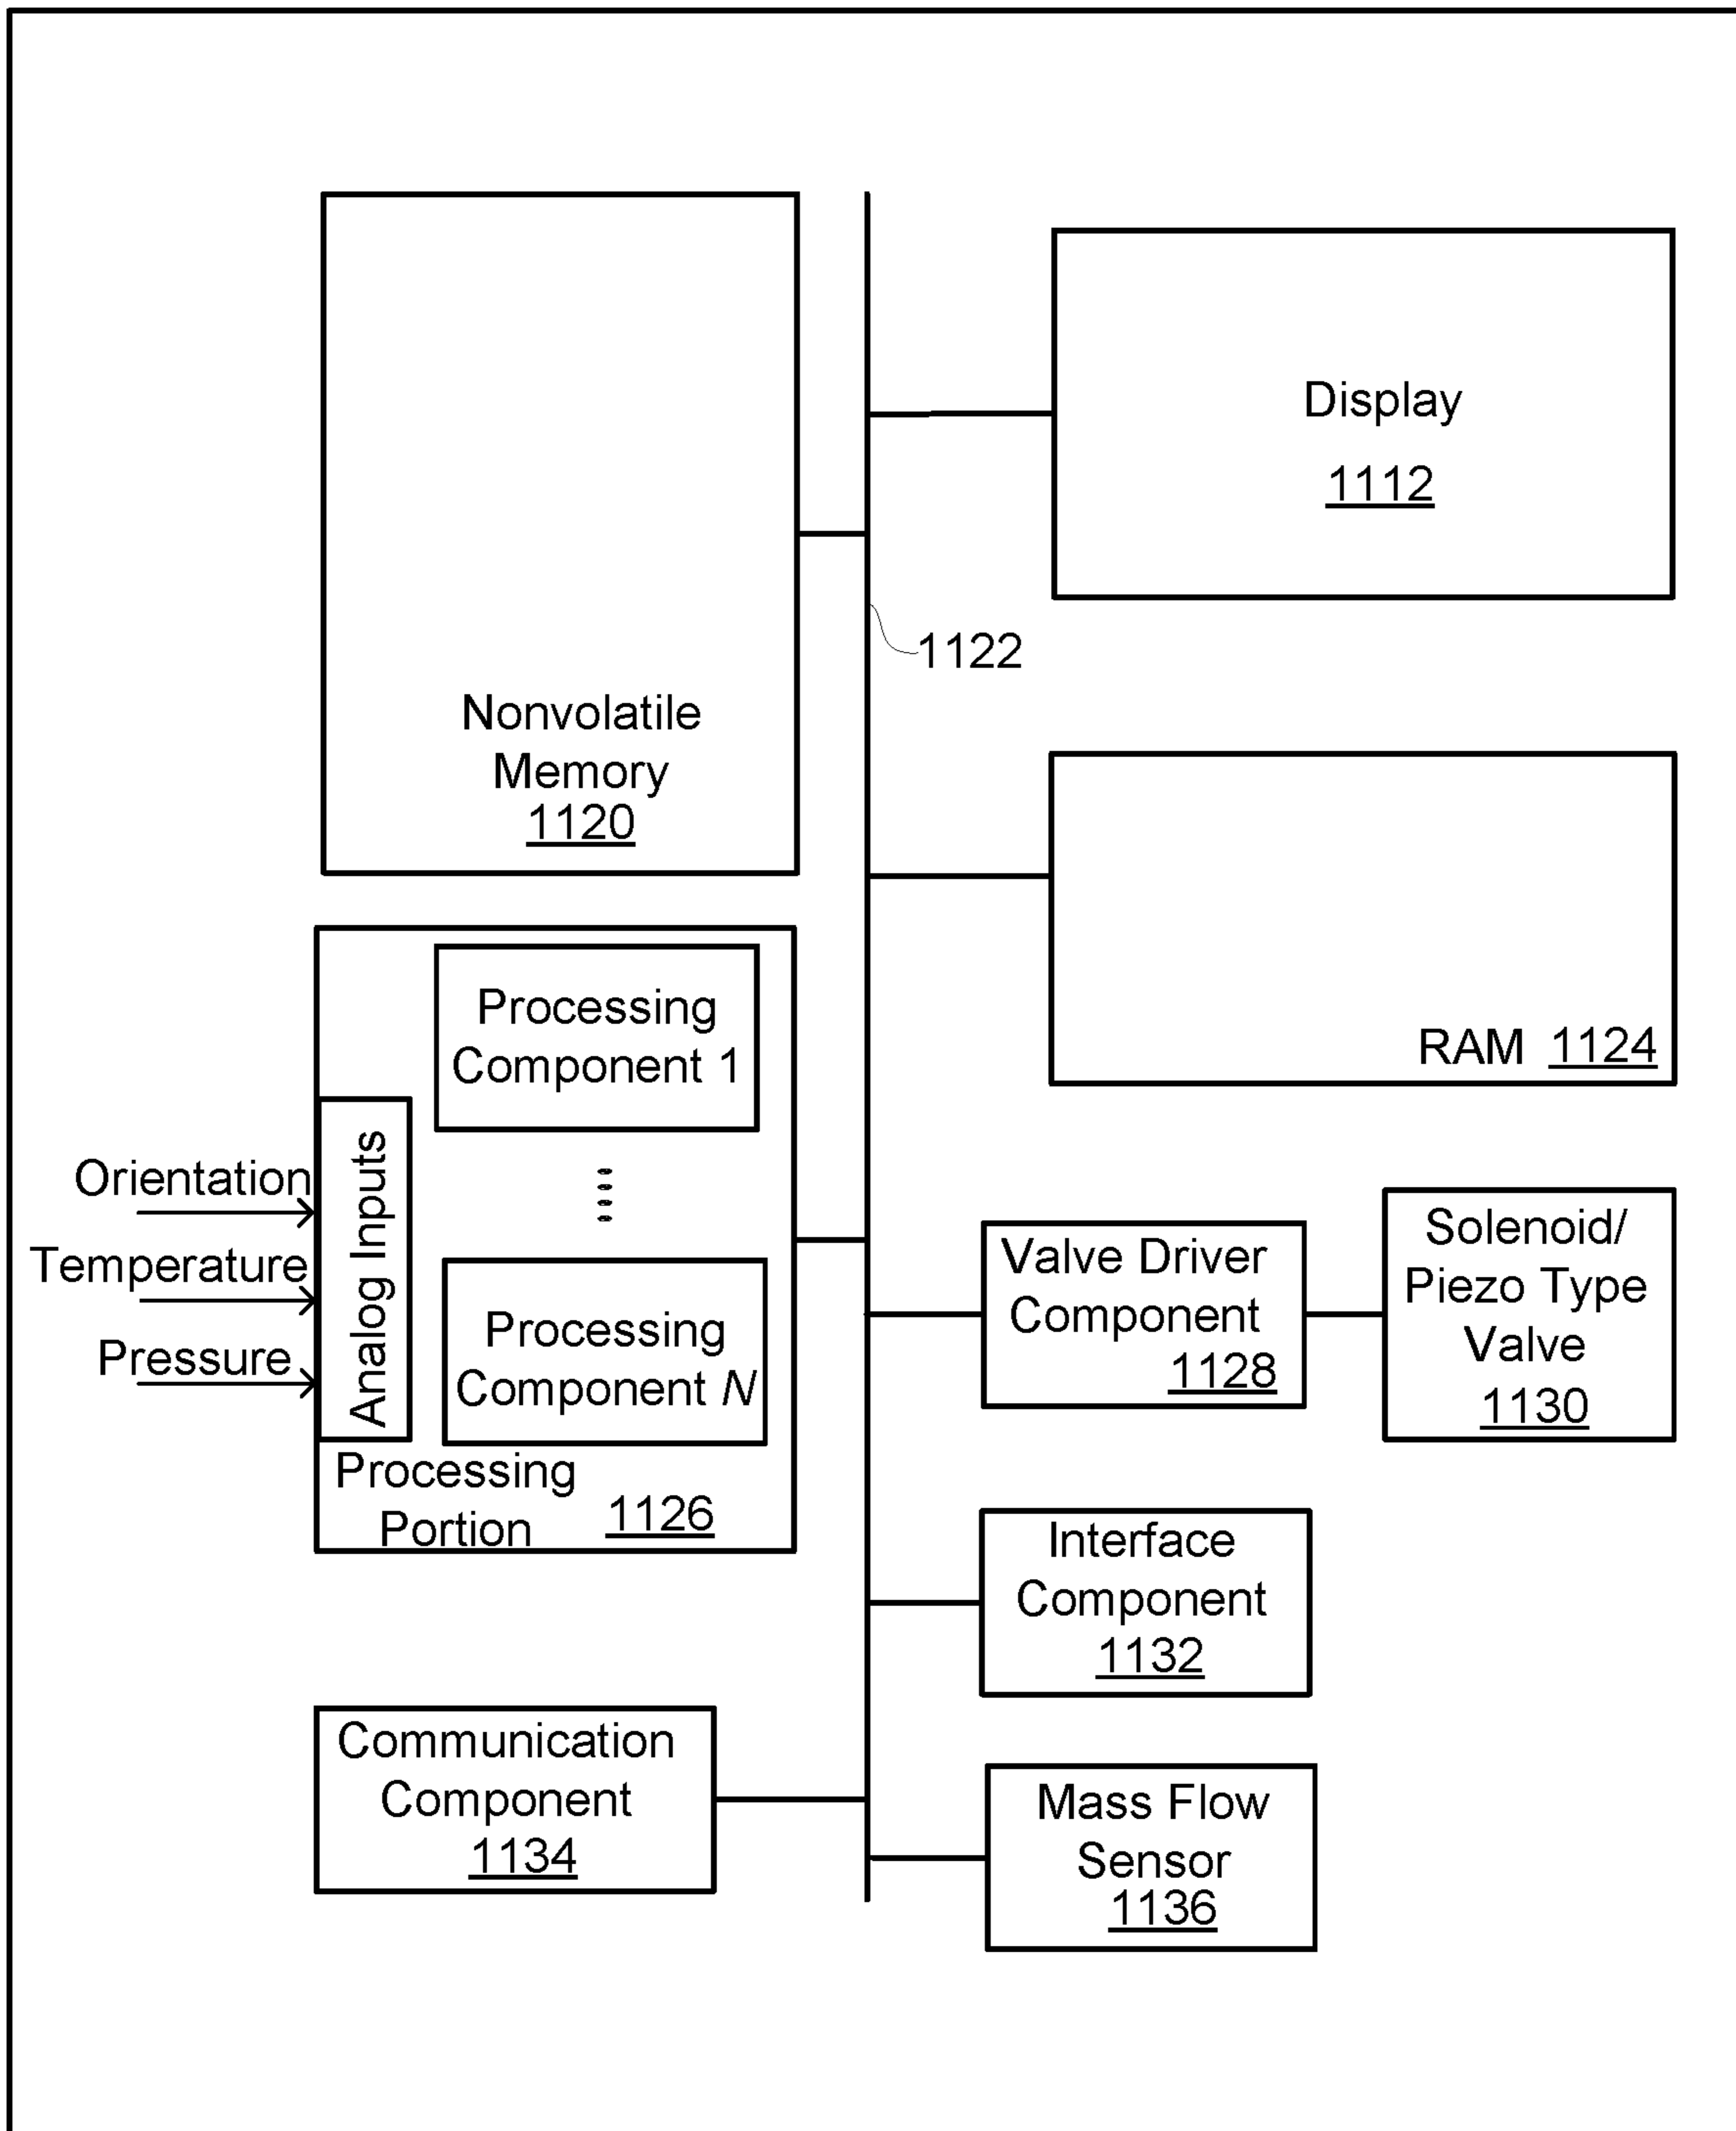 Display
1112
1122
Nonvolatile
Memory
1120
RAM 1124
Processing
Component 1
Orientation
Temperature
Pressure
Analog Inputs
Processing
Component N
Processing
Portion 1126
Valve Driver
Component
1128
Solenoid/
Piezo Type
Valve
1130
Interface
Component
1132
Communication
Component
1134
Mass Flow
Sensor
1136